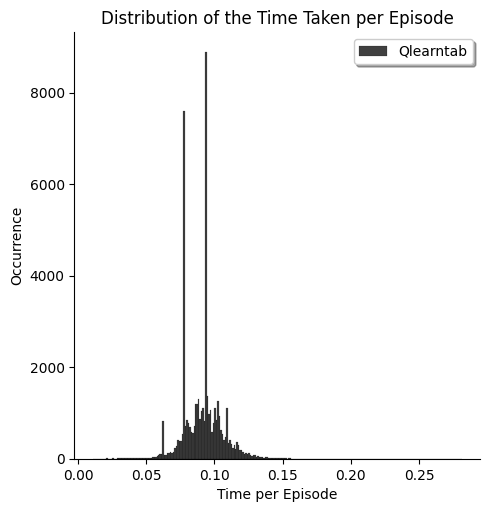 Distribution of the Time Taken per Episode
Qlearntab
Occurrence
8000
6000
4000
2000
0
0.00 0.05 0.10 0.15 0.20 0.25
Time per Episode